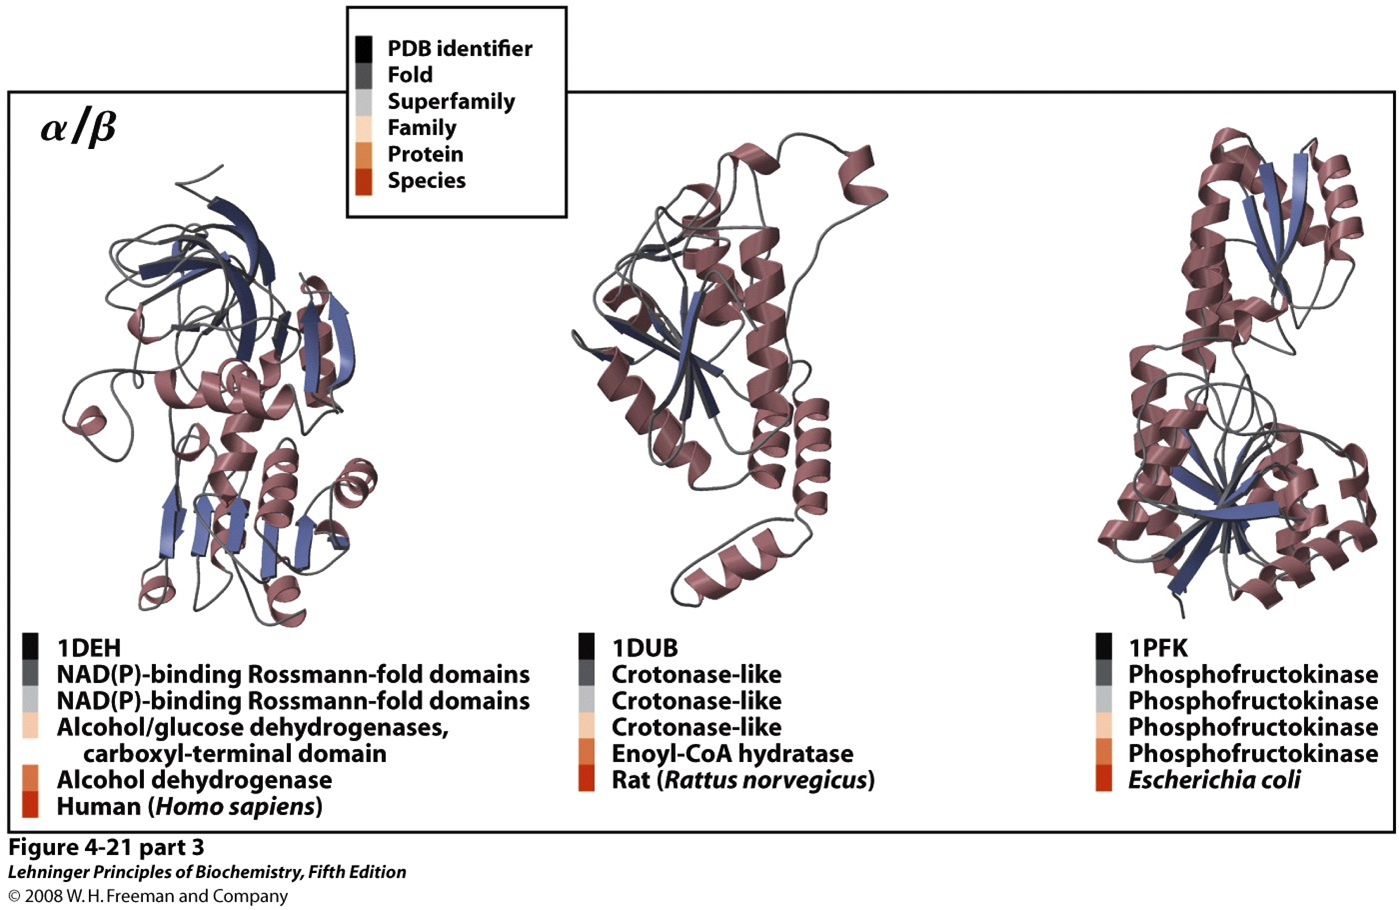 PDB identifier
Fold
Superfamily
Family
Protein
Species
α/β
1DEH
NAD(P)-binding Rossmann-fold domains
NAD(P)-binding Rossmann-fold domains
Alcohol/glucose dehydrogenases,
carboxyl-terminal domain
Alcohol dehydrogenase
Human (Homo sapiens)
1DUB
Crotonase-like
Crotonase-like
Crotonase-like
Enoyl-CoA hydratase
Rat (Rattus norvegicus)
1PFK
Phosphofructokinase
Phosphofructokinase
Phosphofructokinase
Phosphofructokinase
Escherichia coli
Figure 4-21 part 3
Lehninger Principles of Biochemistry, Fifth Edition
© 2008 W. H. Freeman and Company